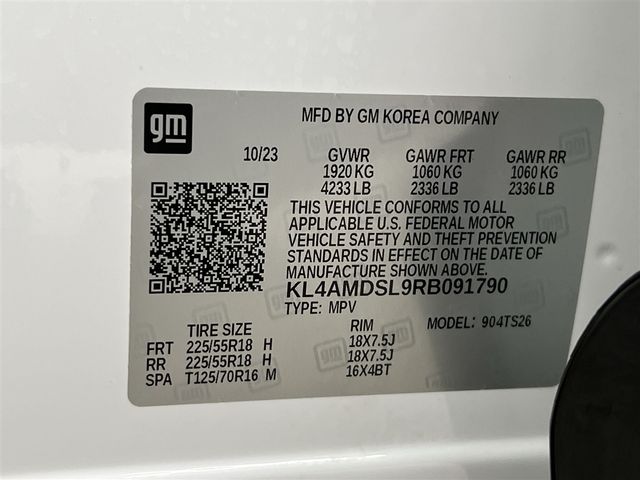 gm
MFD BY GM KOREA COMPANY
10/23 GVWR GAWR FRT GAWR RR
1920 KG 1060 KG 1060 KG
4233 LB 2336 LB 2336 LB
THIS VEHICLE CONFORMS TO ALL
APPLICABLE U.S. FEDERAL MOTOR
VEHICLE SAFETY AND THEFT PREVENTION
STANDARDS IN EFFECT ON THE DATE OF
MANUFACTURE SHOWN ABOVE.
KL4AMDSL9RB091790
TYPE: MPV MODEL: 904TS26
TIRE SIZE RIM
FRT 225/55R18 H 18X7.5J
RR 225/55R18 H 18X7.5J
SPA T125/70R16 M 16X4BT